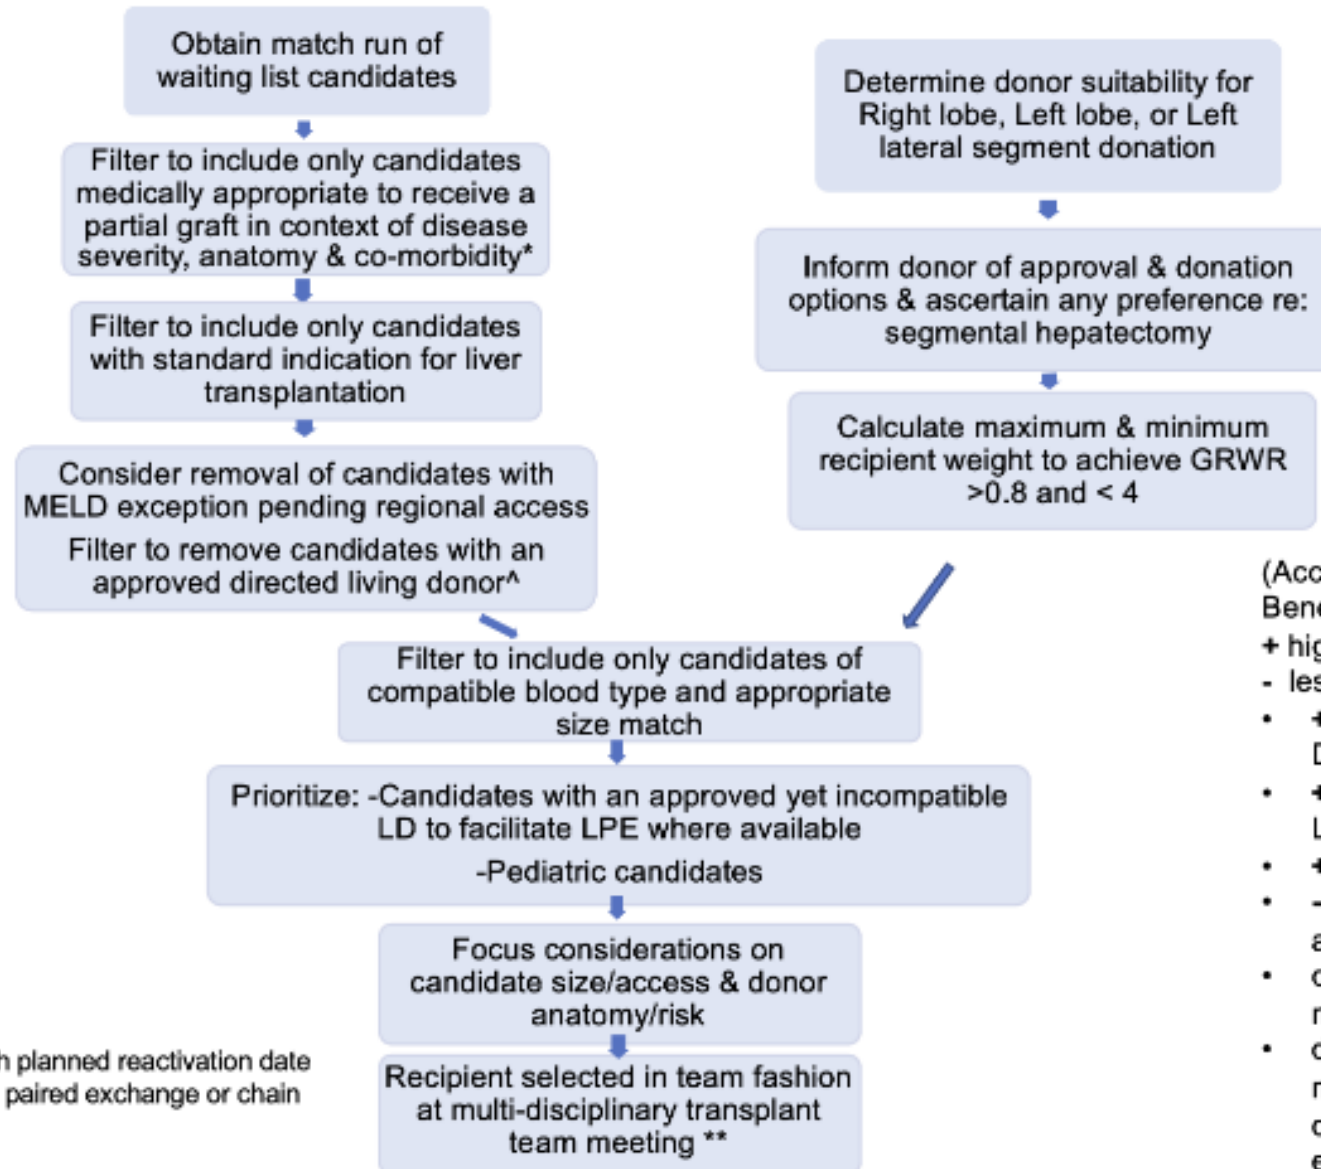 Obtain match run of
waiting list candidates
Filter to include only candidates
medically appropriate to receive a
partial graft in context of disease
severity, anatomy & co-morbidity*
Filter to include only candidates
with standard indication for liver
transplantation
Consider removal of candidates with
MELD exception pending regional access
Filter to remove candidates with an
approved directed living donor^
Determine donor suitability for
Right lobe, Left lobe, or Left
lateral segment donation
Inform donor of approval & donation
options & ascertain any preference re:
segmental hepatectomy
Calculate maximum & minimum
recipient weight to achieve GRWR
>0.8 and < 4
Filter to include only candidates of
compatible blood type and appropriate
size match
Prioritize: -Candidates with an approved yet incompatible
LD to facilitate LPE where available
-Pediatric candidates
Focus considerations on
candidate size/access & donor
anatomy/risk
Recipient selected in team fashion
at multi-disciplinary transplant
team meeting **
planned reactivation date
paired exchange or chain